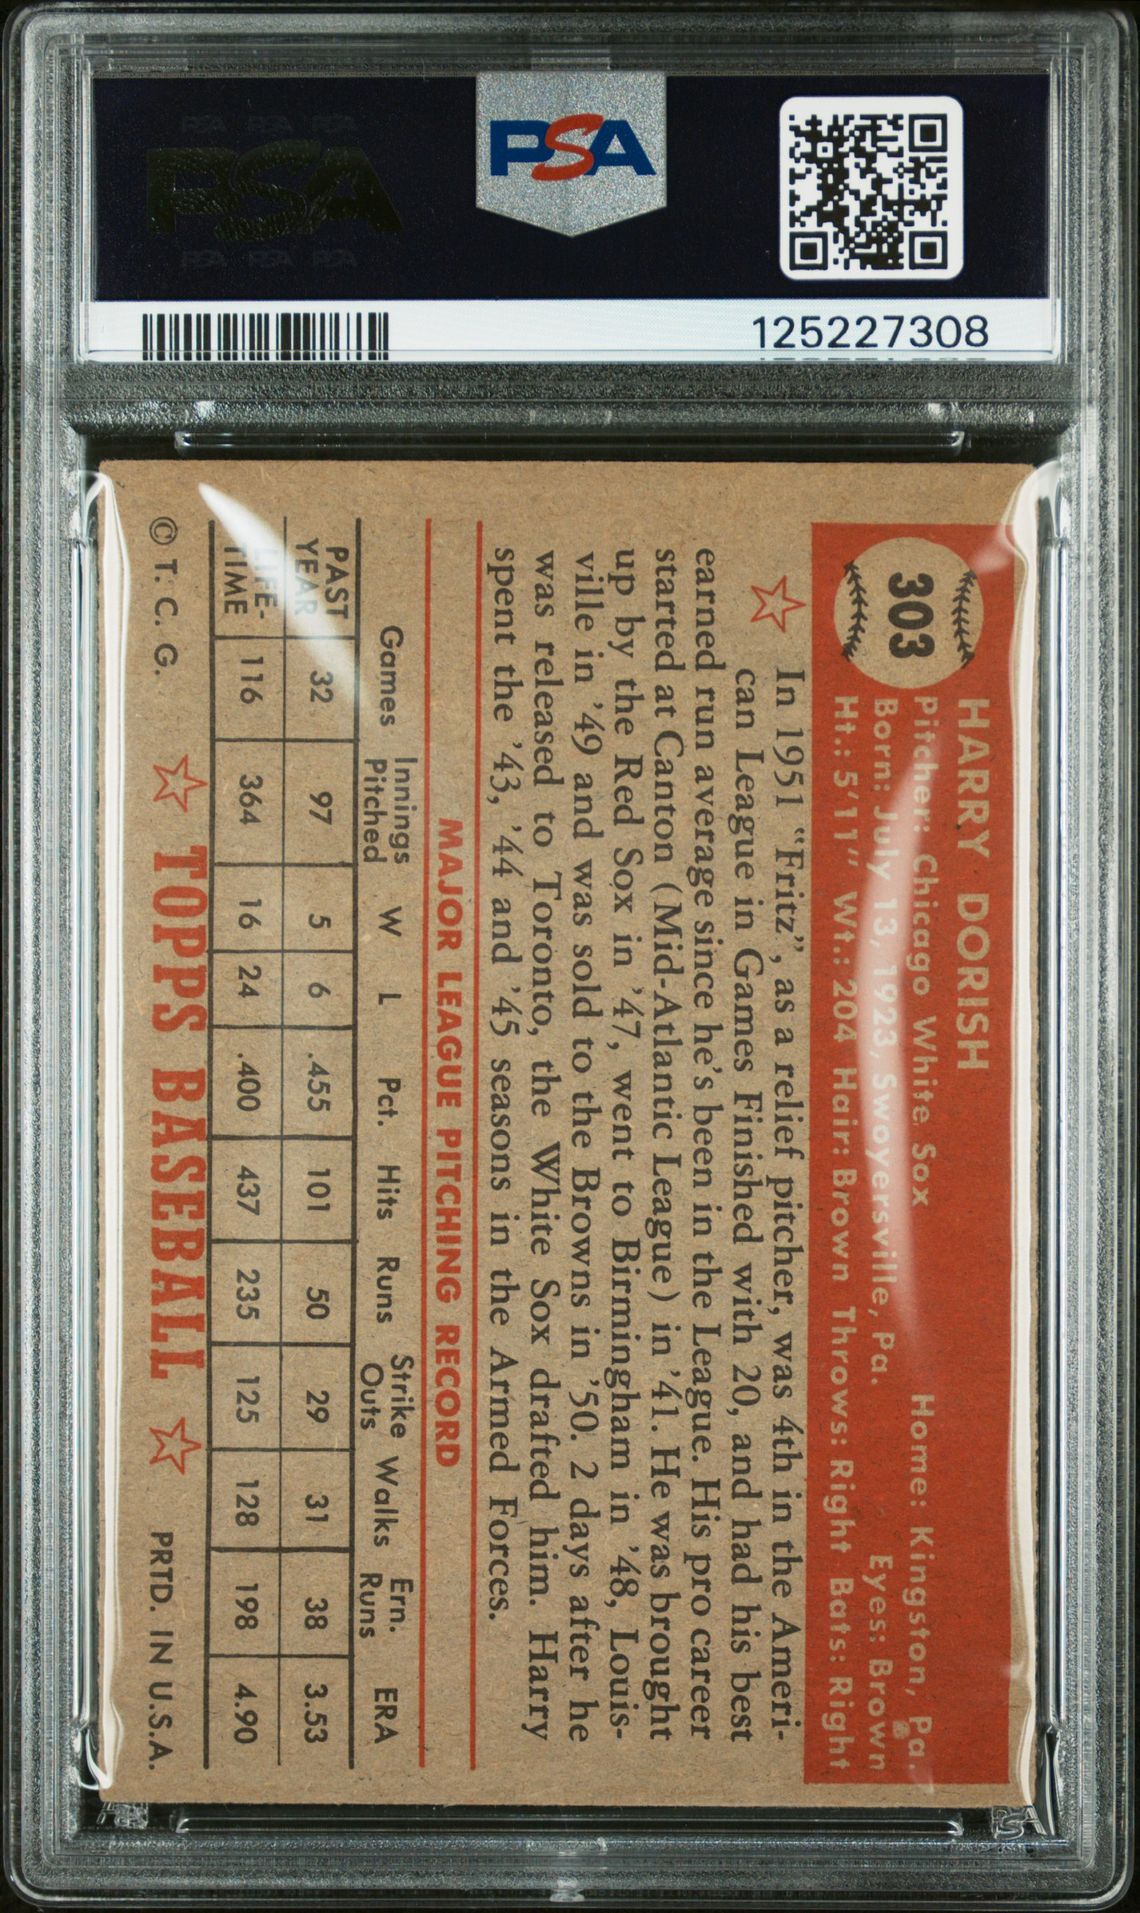 PSA PSA PSA
PSA
PSA PSA PSA
PSA
125227308
303
HARRY DORISH
Pitcher: Chicago White Sox Home: Kingston, Pa.
Born: July 13, 1923, Swoyersville, Pa. Eyes: Brown
Ht.: 5'11" Wt.: 204 Hair: Brown Throws: Right Bats: Right
In 1951 "Fritz", as a relief pitcher, was 4th in the Ameri-
can League in Games Finished with 20, and had his best
earned run average since he's been in the League. His pro career
started at Canton (Mid-Atlantic League) in '41. He was brought
up by the Red Sox in '47, went to Birmingham in '48, Louis-
ville in '49 and was sold to the Browns in '50. 2 days after he
was released to Toronto, the White Sox drafted him. Harry
spent the '43, '44 and '45 seasons in the Armed Forces.
MAJOR LEAGUE PITCHING RECORD
Games Innings Pitched W L Pct. Hits Runs Strike Outs Walks Ern. Runs ERA
PAST YEAR 32 97 5 6 .455 101 50 29 31 38 3.53
LIFE-TIME 116 364 16 24 .400 437 235 125 128 198 4.90
© T. C. G. TOPPS BASEBALL PRTD. IN U.S.A.